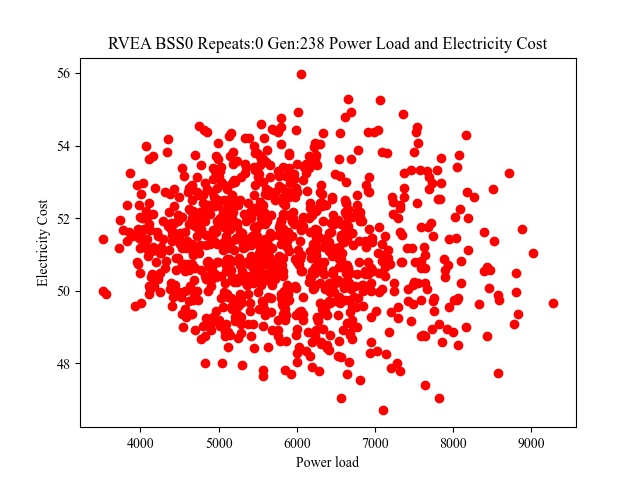 RVEA BSS0 Repeats:0 Gen:238 Power Load and Electricity Cost
56
54
52
50
48
Electricity Cost
4000 5000 6000 7000 8000 9000
Power load